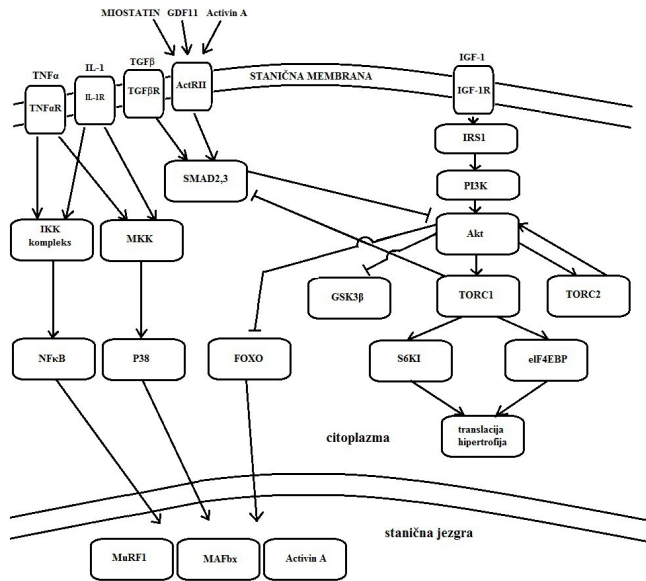 MIOSTATIN GDF11 Activin A
TNFα IL-1 TGFβ IGF-1
TNFαR IL-1R TGFβR ActRII STANIČNA MEMBRANA IGF-1R
IRS1
SMAD2,3 PI3K
IKK
kompleks
MKK Akt
GSK3β TORC1 TORC2
NFκB P38 FOXO S6KI elF4EBP
citoplazma
translacija
hipertrofija
stanična jezgra
MuRF1 MAFbx Activin A